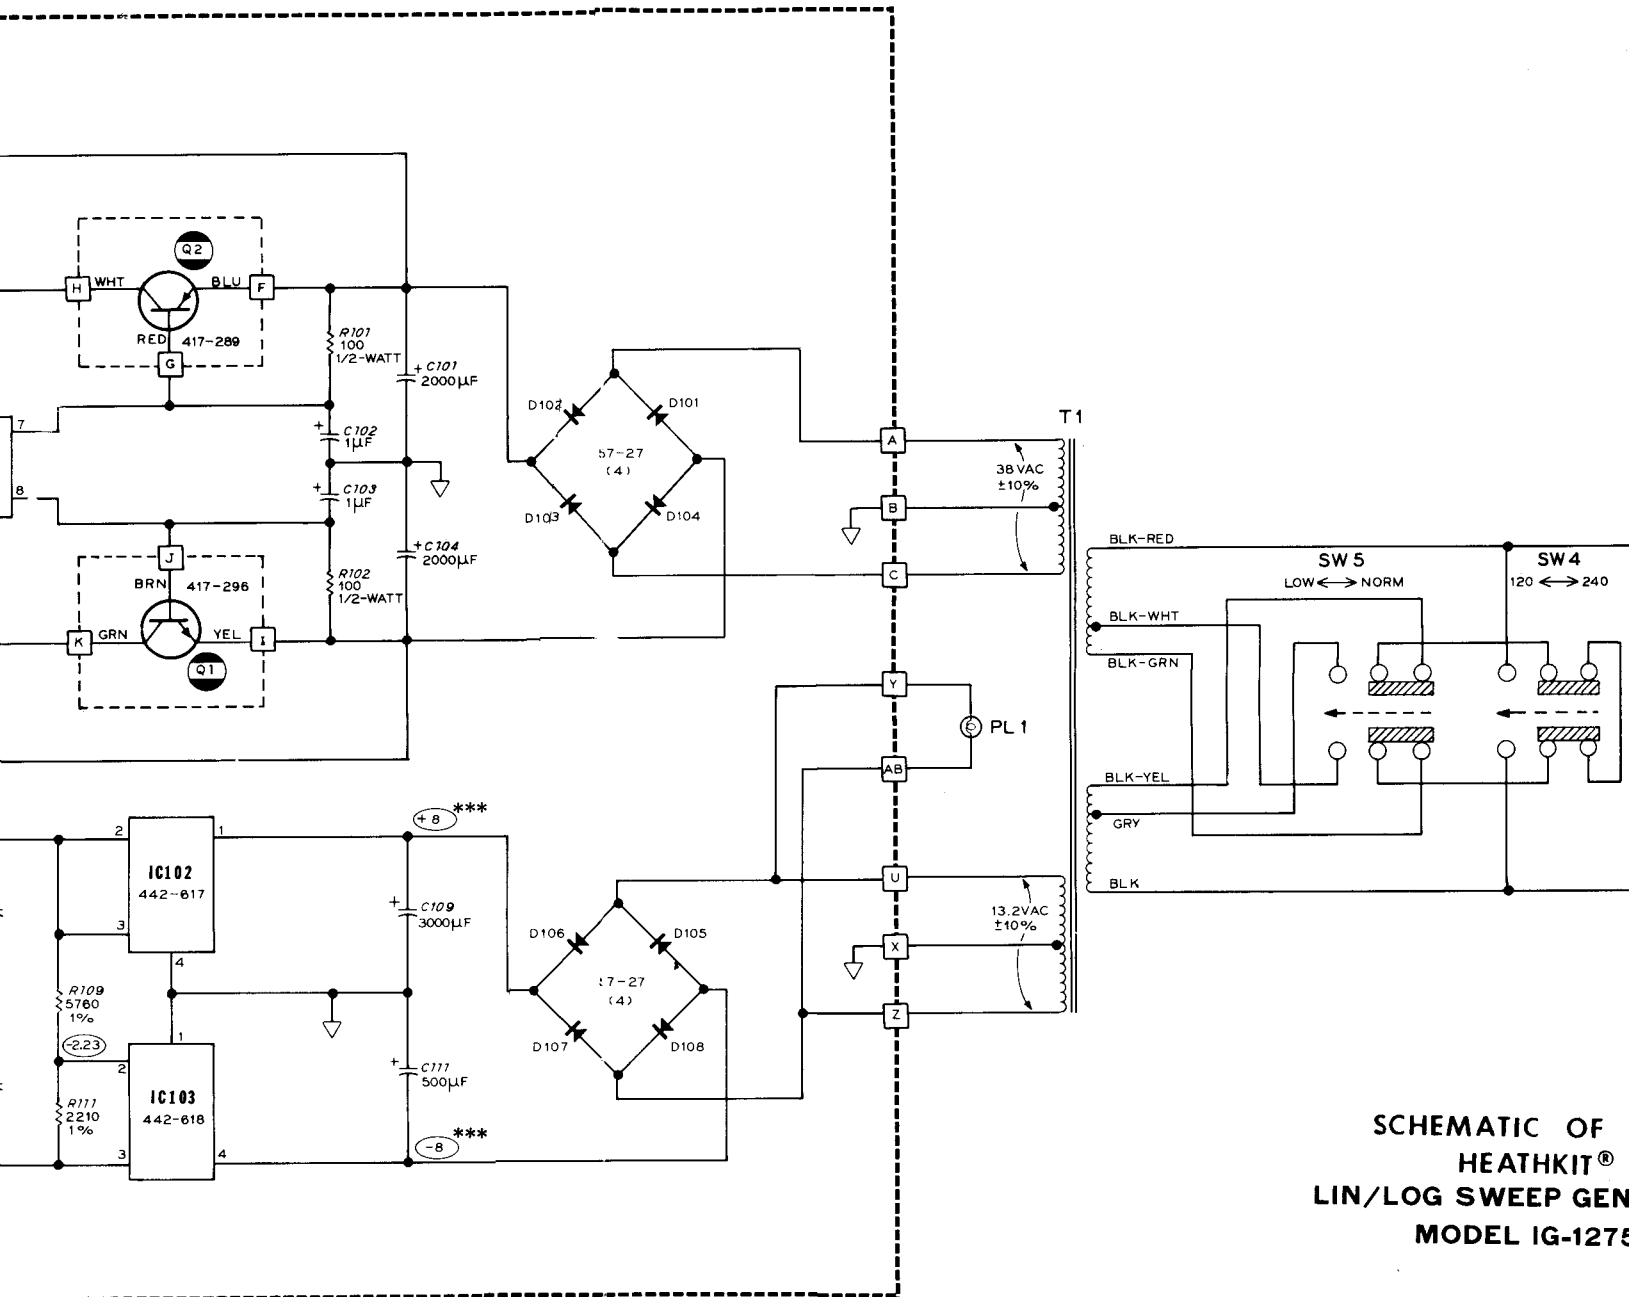 Q2
H WHT BLU F
RED 417-289
G
R101
100
1/2-WATT
+ C101
2000µF
7
+ C102
1µF
8
+ C103
1µF
+ C104
2000µF
J
BRN 417-296
R102
100
1/2-WATT
K GRN YEL I
Q1
D102 D101
57-27
(4)
D103 D104
A
B
C
T1
38VAC
±10%
BLK-RED
SW5
LOW NORM
SW4
120 240
BLK-WHT
BLK-GRN
Y
PL1
AB
BLK-YEL
GRY
BLK
+8 ***
2 1
IC102
442-617
3
4
+ C109
3000µF
D106 D105
7-27
(4)
D107 D108
U
13.2VAC
±10%
X
Z
R109
5760
1%
-2.23
1
2
IC103
442-618
3 4
R111
2210
1%
+ C111
500µF
-8 ***
SCHEMATIC OF
HEATHKIT®
LIN/LOG SWEEP GEN
MODEL IG-1275